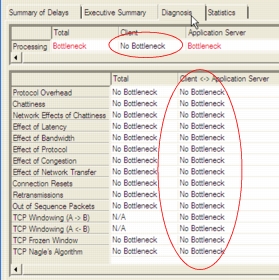 Summary of Delays Executive Summary Diagnosis Statistics
Total Client Application Server
Processing Bottleneck No Bottleneck Bottleneck
Total Client <-> Application Server
Protocol Overhead No Bottleneck No Bottleneck
Chattiness No Bottleneck No Bottleneck
Network Effects of Chattiness No Bottleneck No Bottleneck
Effect of Latency No Bottleneck No Bottleneck
Effect of Bandwidth No Bottleneck No Bottleneck
Effect of Protocol No Bottleneck No Bottleneck
Effect of Congestion No Bottleneck No Bottleneck
Effect of Network Transfer No Bottleneck No Bottleneck
Connection Resets No Bottleneck No Bottleneck
Retransmissions No Bottleneck No Bottleneck
Out of Sequence Packets No Bottleneck No Bottleneck
TCP Windowing (A -> B) N/A No Bottleneck
TCP Windowing (A <- B) N/A No Bottleneck
TCP Frozen Window No Bottleneck No Bottleneck
TCP Nagle's Algorithm No Bottleneck No Bottleneck